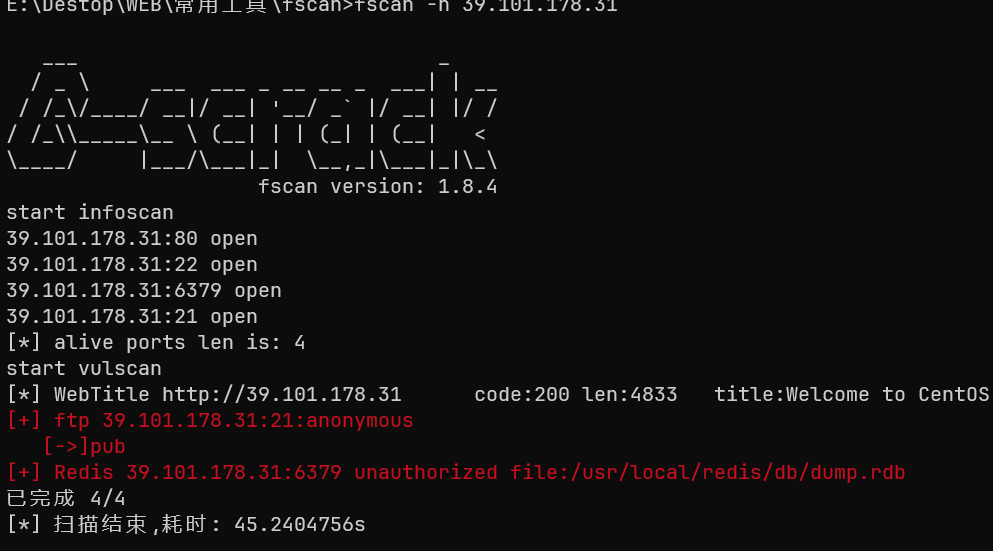 E:\Destop\WEB\常用工具\fscan>fscan -h 39.101.178.31
   ___                              _
  / _ \     ___  ___ _ __ __ _  ___| | __
 / /_\/____/ __|/ __| '__/ _` |/ __| |/ /
/ /_\\_____\__ \ (__| | | (_| | (__|   <
\____/     |___/\___|_|  \__,_|\___|_|\_\
                     fscan version: 1.8.4
start infoscan
39.101.178.31:80 open
39.101.178.31:22 open
39.101.178.31:6379 open
39.101.178.31:21 open
[*] alive ports len is: 4
start vulscan
[*] WebTitle http://39.101.178.31      code:200 len:4833   title:Welcome to CentOS
[+] ftp 39.101.178.31:21:anonymous
   [->]pub
[+] Redis 39.101.178.31:6379 unauthorized file:/usr/local/redis/db/dump.rdb
已完成 4/4
[*] 扫描结束,耗时: 45.2404756s